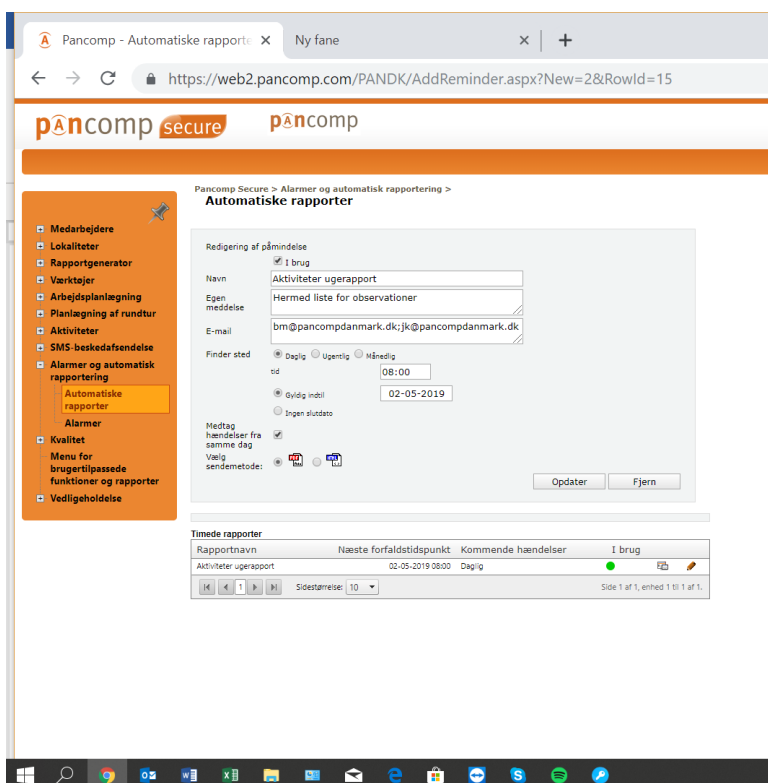 Pancomp - Automatiske rapporte
Ny fane
https://web2.pancomp.com/PANDK/AddReminder.aspx?New=2&RowId=15
pancomp secure
pancomp
Pancomp Secure > Alarmer og automatisk rapportering >
Automatiske rapporter
Medarbejdere
Lokaliteter
Rapportgenerator
Værktøjer
Arbejdsplanlægning
Planlægning af rundtur
Aktiviteter
SMS-beskedafsendelse
Alarmer og automatisk
rapportering
Automatiske
rapporter
Alarmer
Kvalitet
Menu for
brugertilpassede
funktioner og rapporter
Vedligeholdelse
Redigering af påmindelse
I brug
Navn
Aktiviteter ugerapport
Egen
meddelse
Hermed liste for observationer
E-mail
bm@pancompdanmark.dk;jk@pancompdanmark.dk
Finder sted
Daglig Ugentlig Månedlig
tid
08:00
Gyldig indtil
02-05-2019
Ingen slutdato
Medtag
hændelser fra
samme dag
Vælg
sendemetode:
Opdater
Fjern
Timede rapporter
Rapportnavn Næste forfaldstidspunkt Kommende hændelser I brug
Aktiviteter ugerapport 02-05-2019 08:00 Daglig
1 Sidestørrelse: 10 Side 1 af 1, enhed 1 til 1 af 1.